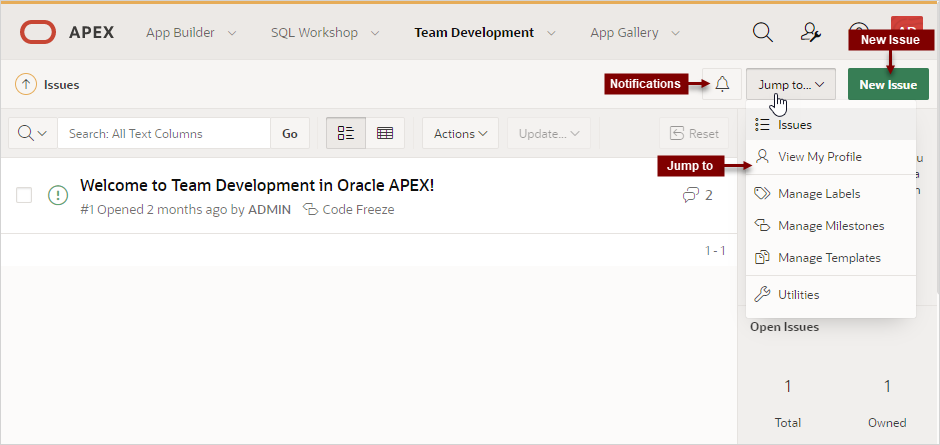 APEX App Builder SQL Workshop Team Development App Gallery
New Issue
Issues Notifications Jump to... New Issue
Search: All Text Columns Go Actions Update... Reset
Issues
View My Profile
Jump to
Manage Labels
Manage Milestones
Manage Templates
Utilities
Welcome to Team Development in Oracle APEX!
#1 Opened 2 months ago by ADMIN Code Freeze 2
1 - 1
Open Issues
1 1
Total Owned